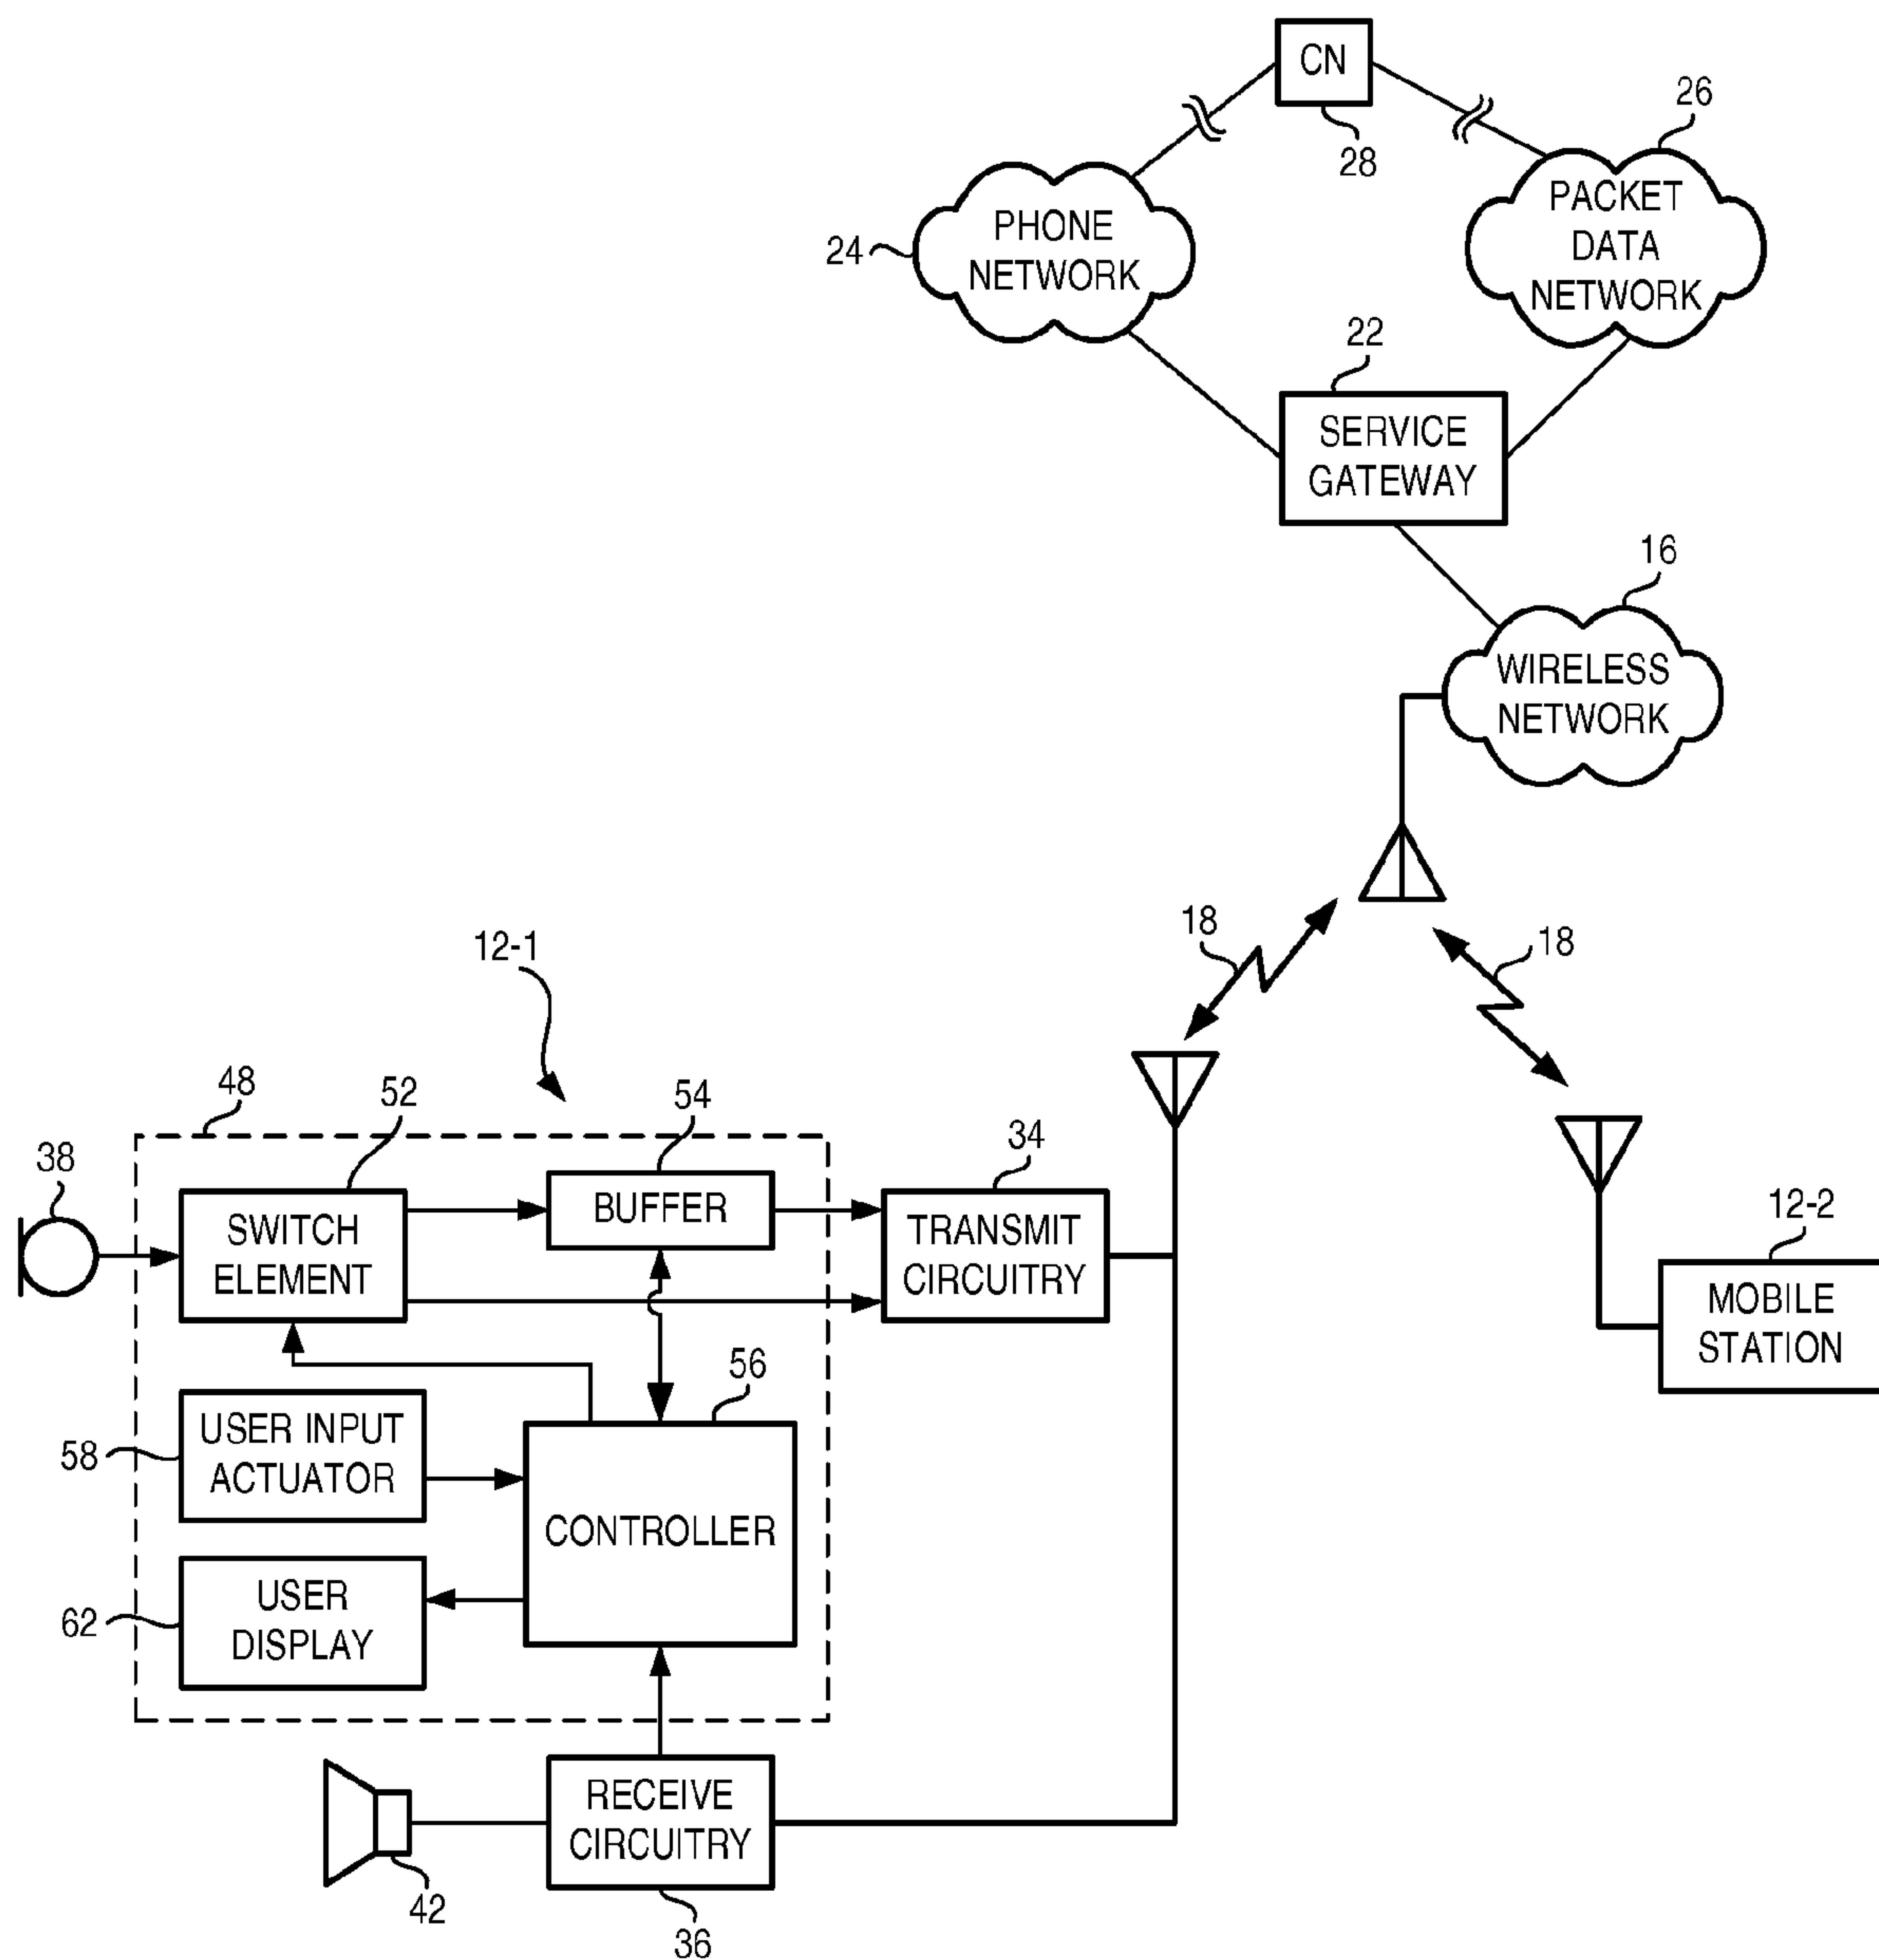 CN
28
26
PACKET
DATA
NETWORK
24
PHONE
NETWORK
22
SERVICE
GATEWAY
16
WIRELESS
NETWORK
18
18
12-1
48
52
54
34
38
SWITCH
ELEMENT
BUFFER
TRANSMIT
CIRCUITRY
12-2
MOBILE
STATION
56
58
USER INPUT
ACTUATOR
CONTROLLER
62
USER
DISPLAY
RECEIVE
CIRCUITRY
42
36